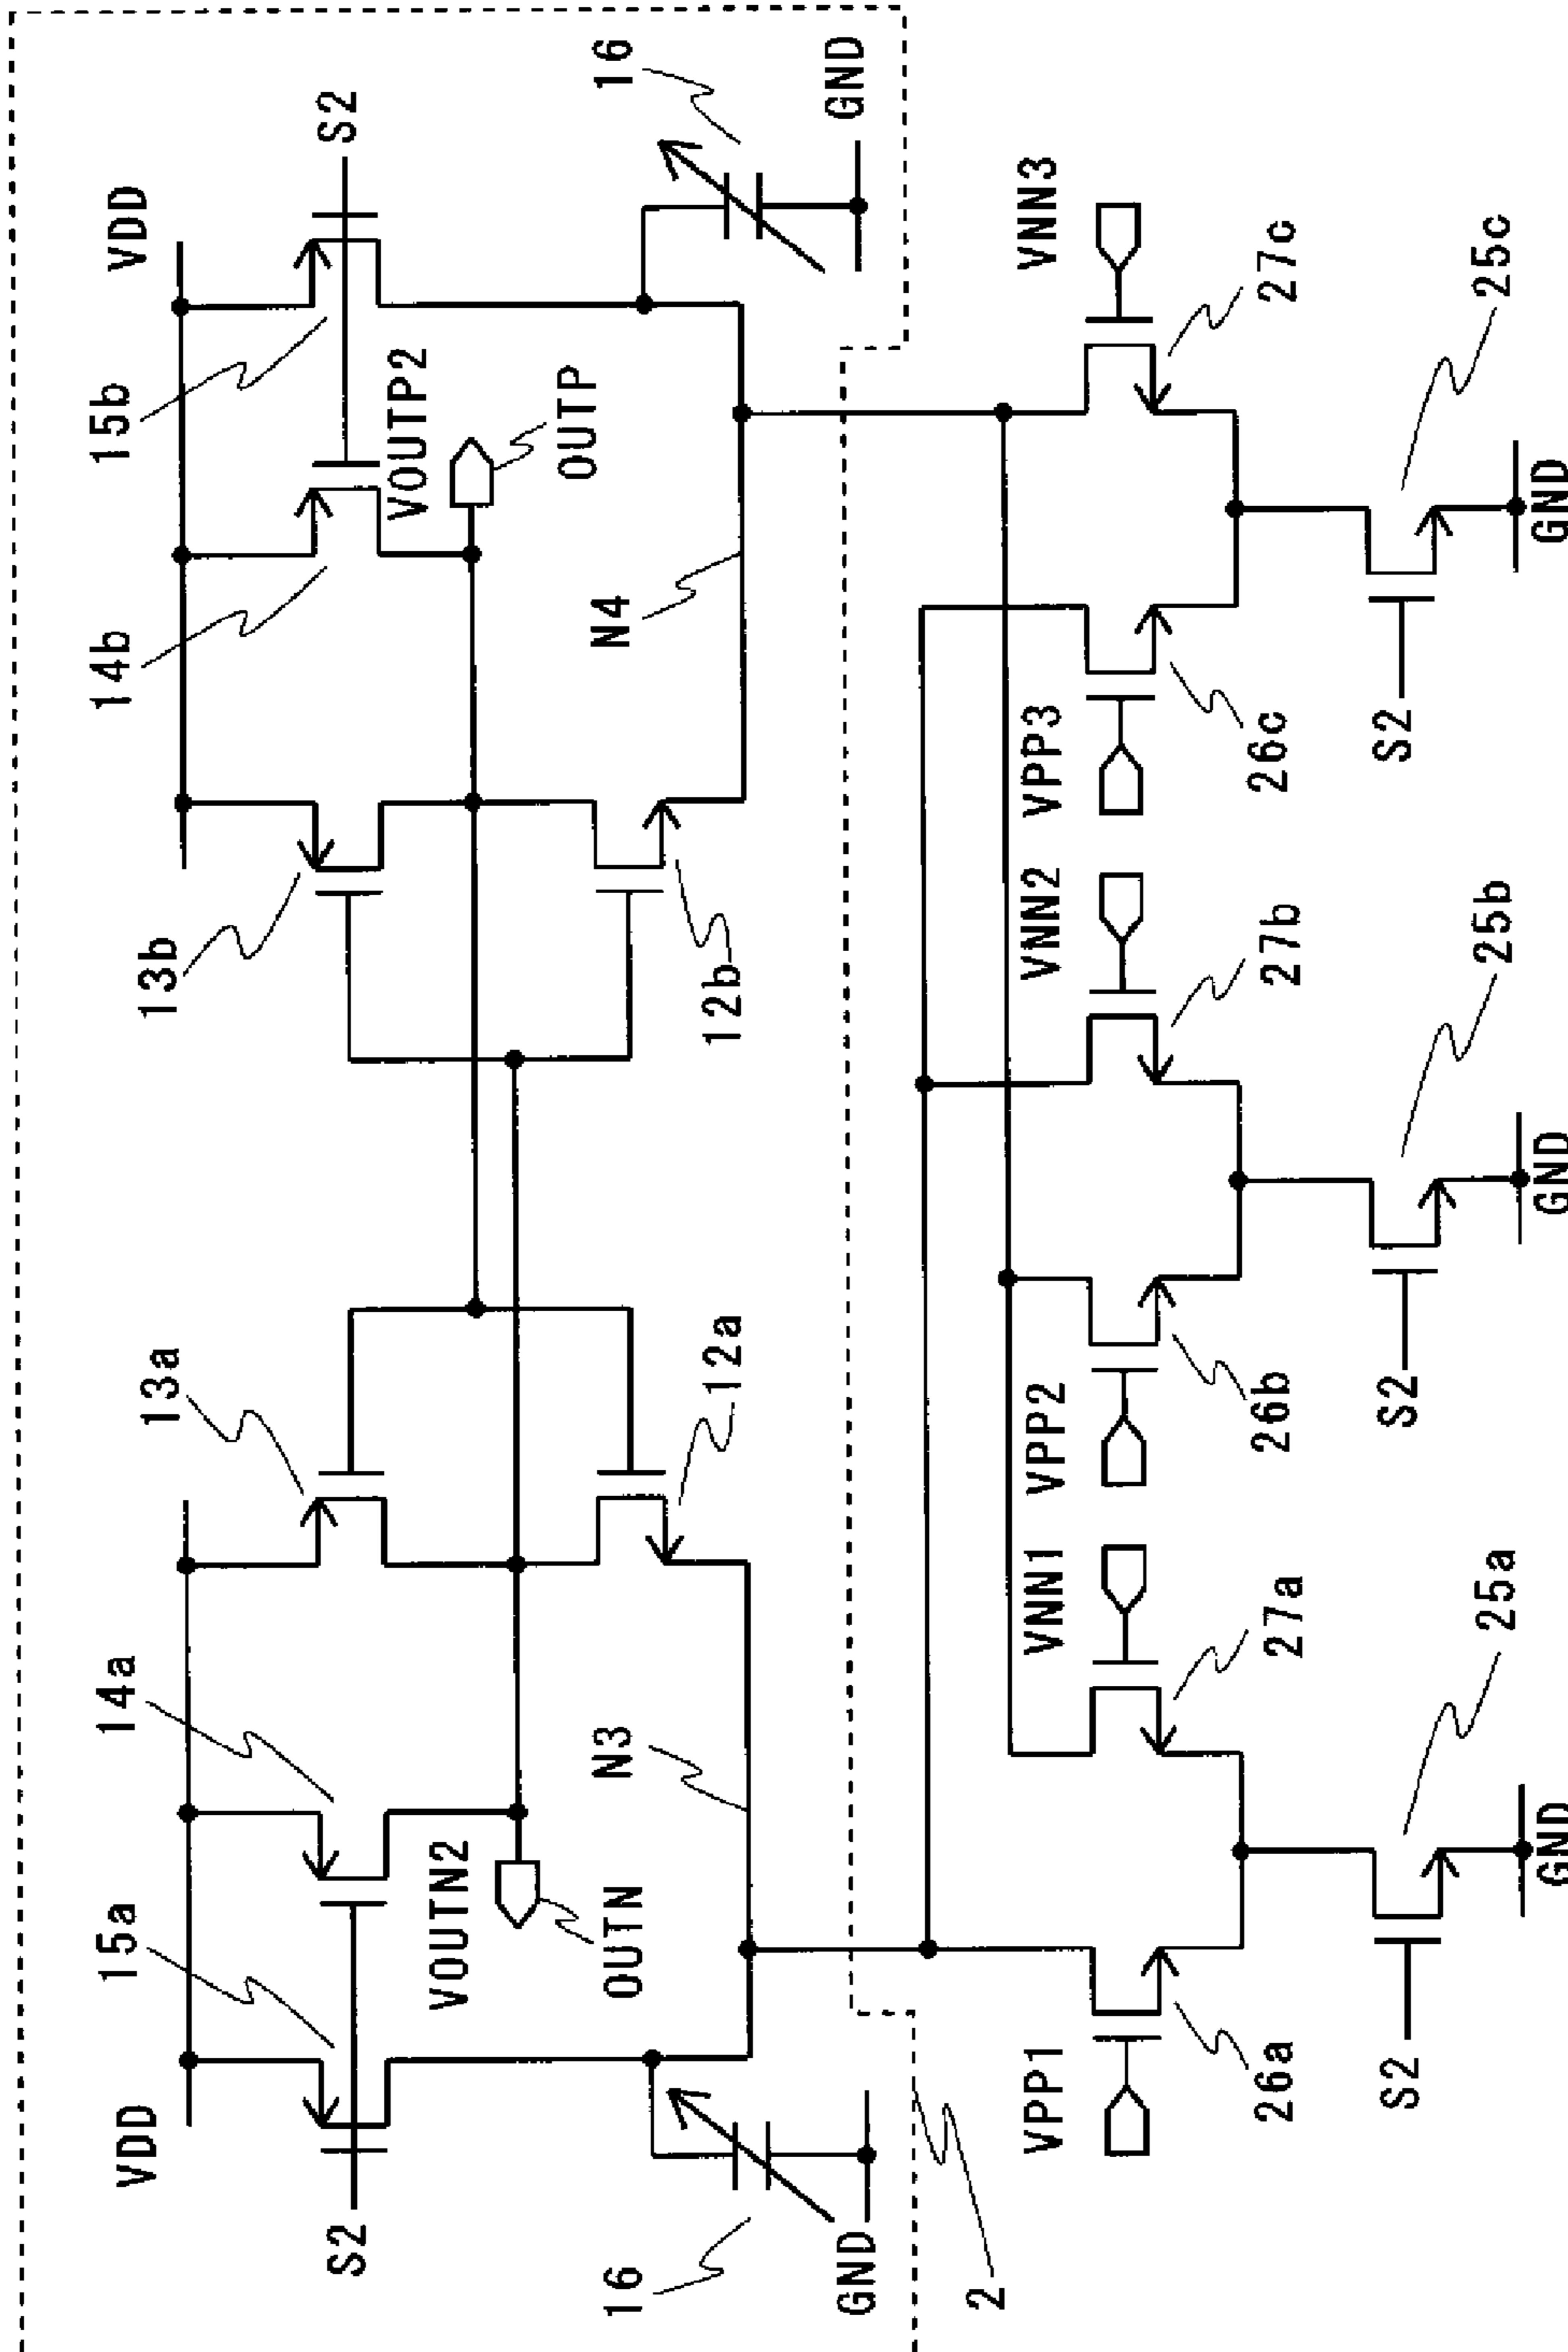 VDD
VDD
15a
14a
13a
13b
14b
15b
S2
S2
VOUTN2
VOUTP2
OUTN
OUTP
16
N3
12a
12b
N4
16
GND
GND
2
VPP1
VNN1
VPP2
VNN2
VPP3
VNN3
26a
27a
26b
27b
26c
27c
S2
25a
S2
25b
S2
25c
GND
GND
GND